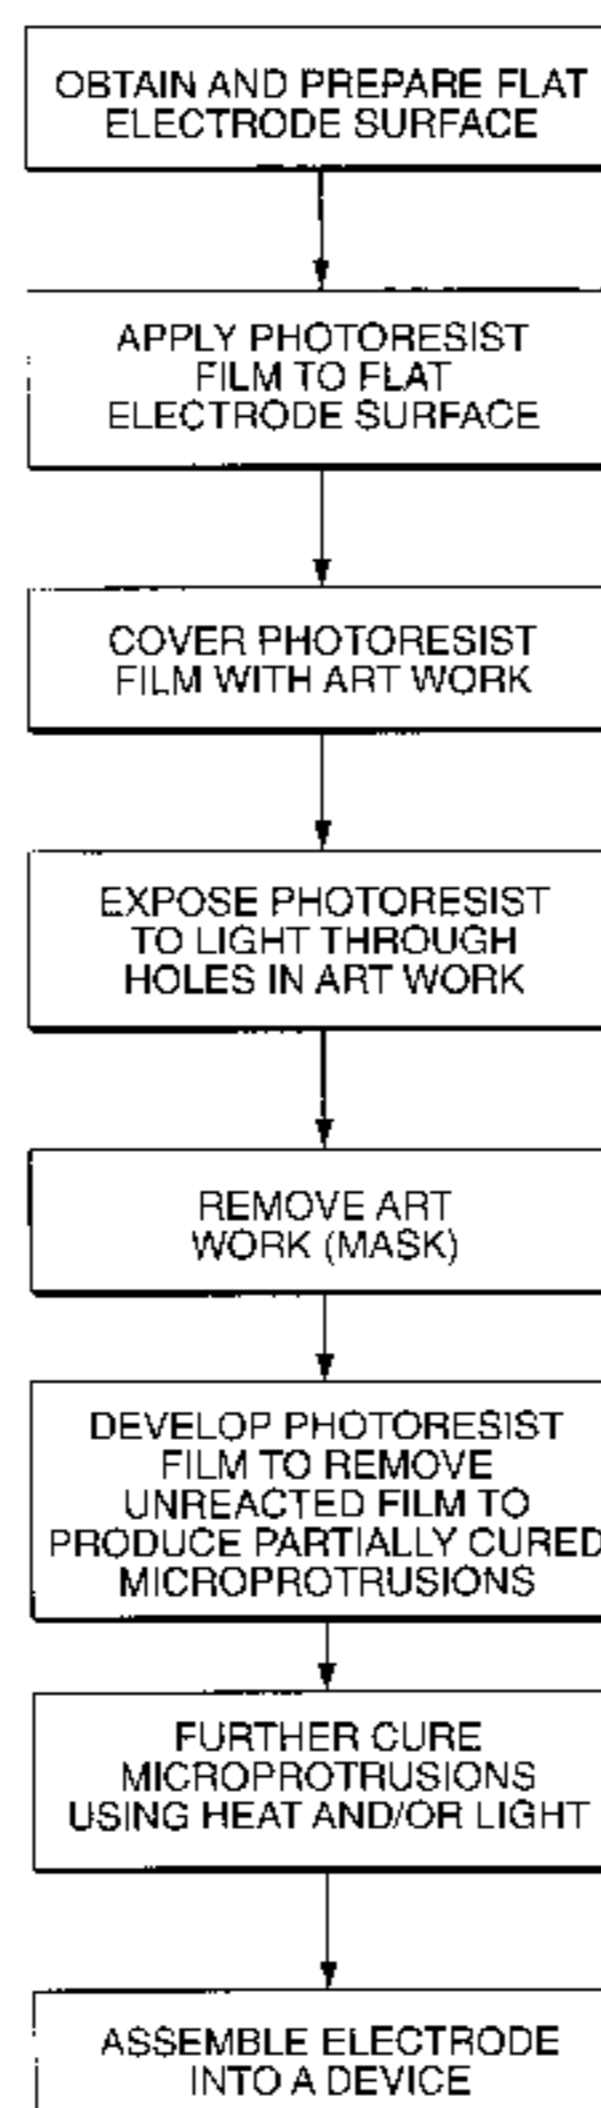 OBTAIN AND PREPARE FLAT
ELECTRODE SURFACE
APPLY PHOTORESIST
FILM TO FLAT
ELECTRODE SURFACE
COVER PHOTORESIST
FILM WITH ART WORK
EXPOSE PHOTORESIST
TO LIGHT THROUGH
HOLES IN ART WORK
REMOVE ART
WORK (MASK)
DEVELOP PHOTORESIST
FILM TO REMOVE
UNREACTED FILM TO
PRODUCE PARTIALLY CURED
MICROPROTRUSIONS
FURTHER CURE
MICROPROTRUSIONS
USING HEAT AND/OR LIGHT
ASSEMBLE ELECTRODE
INTO A DEVICE